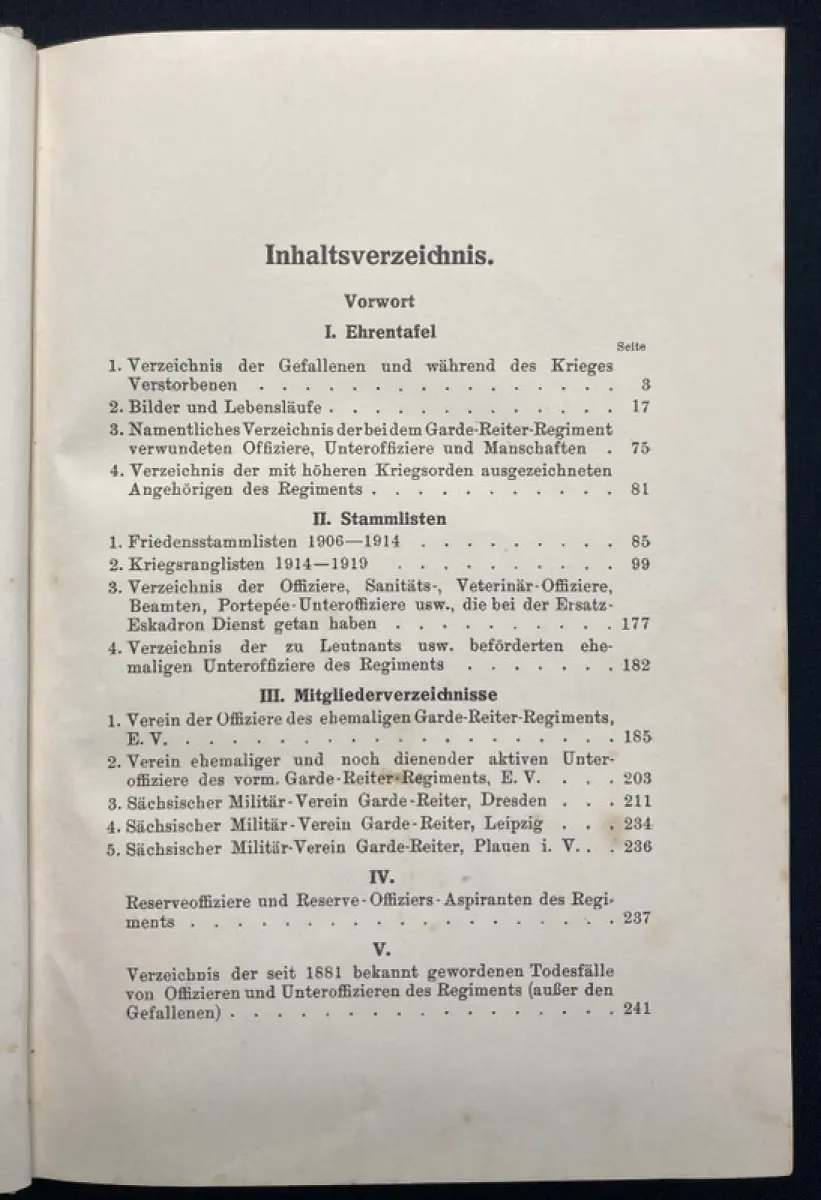 Inhaltsverzeichnis.
Vorwort
I. Ehrentafel
Seite
1. Verzeichnis der Gefallenen und während des Krieges
Verstorbenen . . . . . . . . . . . . . . . 3
2. Bilder und Lebensläufe . . . . . . . . . . . . 17
3. Namentliches Verzeichnis der bei dem Garde-Reiter-Regiment
verwundeten Offiziere, Unteroffiziere und Manschaften . 75
4. Verzeichnis der mit höheren Kriegsorden ausgezeichneten
Angehörigen des Regiments . . . . . . . . . . . 81
II. Stammlisten
1. Friedensstammlisten 1906—1914 . . . . . . . . . 85
2. Kriegsranglisten 1914—1919 . . . . . . . . . . 99
3. Verzeichnis der Offiziere, Sanitäts-, Veterinär-Offiziere,
Beamten, Portepée-Unteroffiziere usw., die bei der Ersatz-
Eskadron Dienst getan haben . . . . . . . . . . 177
4. Verzeichnis der zu Leutnants usw. beförderten ehe-
maligen Unteroffiziere des Regiments . . . . . . . 182
III. Mitgliederverzeichnisse
1. Verein der Offiziere des ehemaligen Garde-Reiter-Regiments,
E. V. . . . . . . . . . . . . . . . . . . . 185
2. Verein ehemaliger und noch dienender aktiven Unter-
offiziere des vorm. Garde-Reiter-Regiments, E. V. . . . 203
3. Sächsischer Militär-Verein Garde-Reiter, Dresden . . . 211
4. Sächsischer Militär-Verein Garde-Reiter, Leipzig . . . 234
5. Sächsischer Militär-Verein Garde-Reiter, Plauen i. V. . . 236
IV.
Reserveoffiziere und Reserve-Offiziers-Aspiranten des Regi-
ments . . . . . . . . . . . . . . . . . . 237
V.
Verzeichnis der seit 1881 bekannt gewordenen Todesfälle
von Offizieren und Unteroffizieren des Regiments (außer den
Gefallenen) . . . . . . . . . . . . . . . . . 241